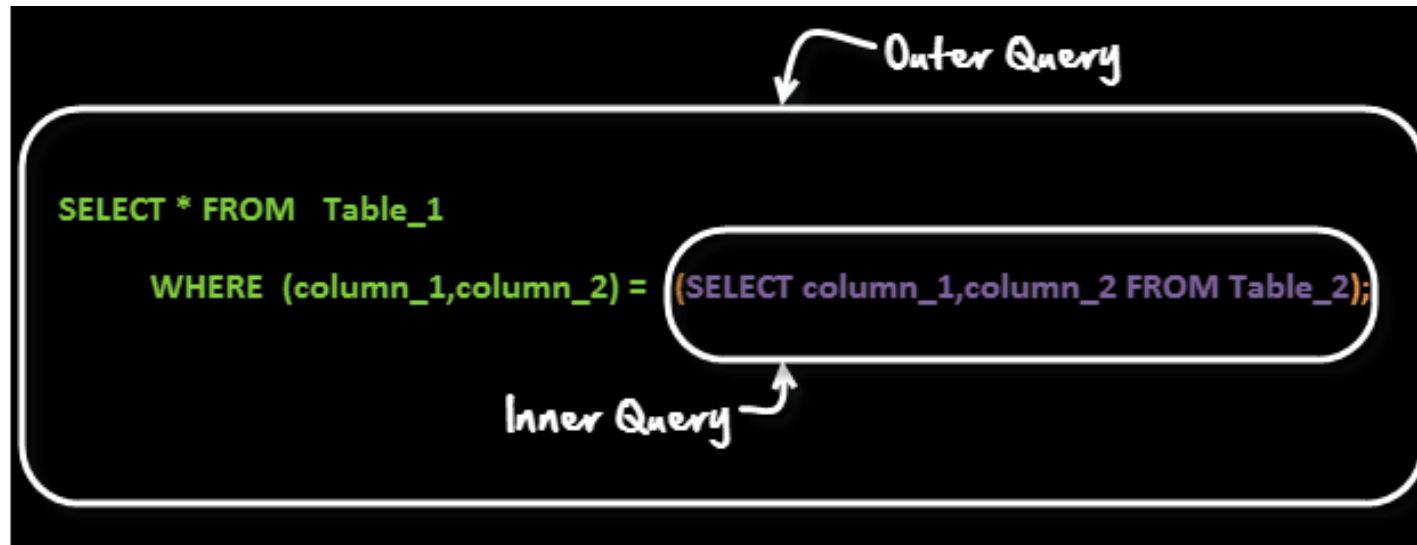 Outer Query
SELECT * FROM Table_1
WHERE (column_1,column_2) = (SELECT column_1,column_2 FROM Table_2);
Inner Query